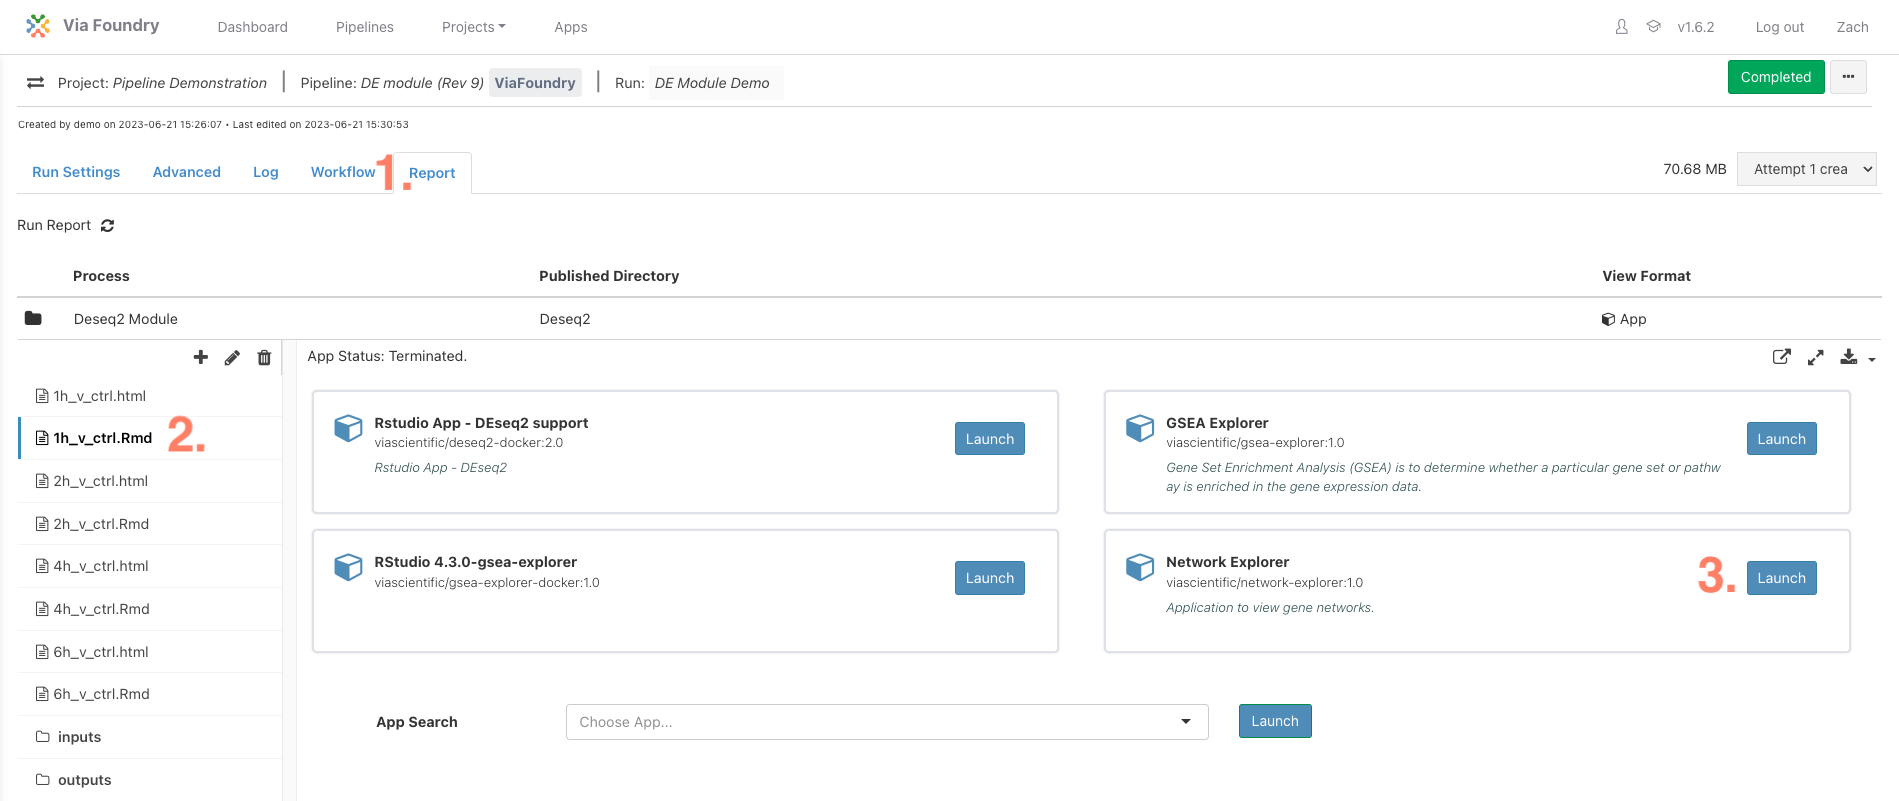 Via Foundry Dashboard Pipelines Projects Apps v1.6.2 Log out Zach
Project: Pipeline Demonstration | Pipeline: DE module (Rev 9) ViaFoundry | Run: DE Module Demo Completed ···
Created by demo on 2023-06-21 15:26:07 • Last edited on 2023-06-21 15:30:53
Run Settings Advanced Log Workflow 1. Report 70.68 MB Attempt 1 crea
Run Report
Process Published Directory View Format
Deseq2 Module Deseq2 App
App Status: Terminated.
1h_v_ctrl.html
1h_v_ctrl.Rmd 2.
2h_v_ctrl.html
2h_v_ctrl.Rmd
4h_v_ctrl.html
4h_v_ctrl.Rmd
6h_v_ctrl.html
6h_v_ctrl.Rmd
inputs
outputs
Rstudio App - DEseq2 support
viascientific/deseq2-docker:2.0
Rstudio App - DEseq2
Launch
GSEA Explorer
viascientific/gsea-explorer:1.0
Gene Set Enrichment Analysis (GSEA) is to determine whether a particular gene set or pathw
ay is enriched in the gene expression data.
Launch
RStudio 4.3.0-gsea-explorer
viascientific/gsea-explorer-docker:1.0
Launch
Network Explorer
viascientific/network-explorer:1.0
Application to view gene networks.
3. Launch
App Search Choose App... Launch